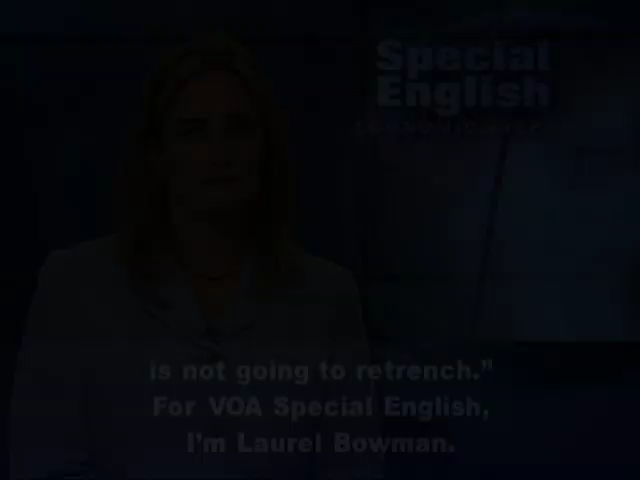 Special
English
is not going to retrench.”
For VOA Special English,
I’m Laurel Bowman.